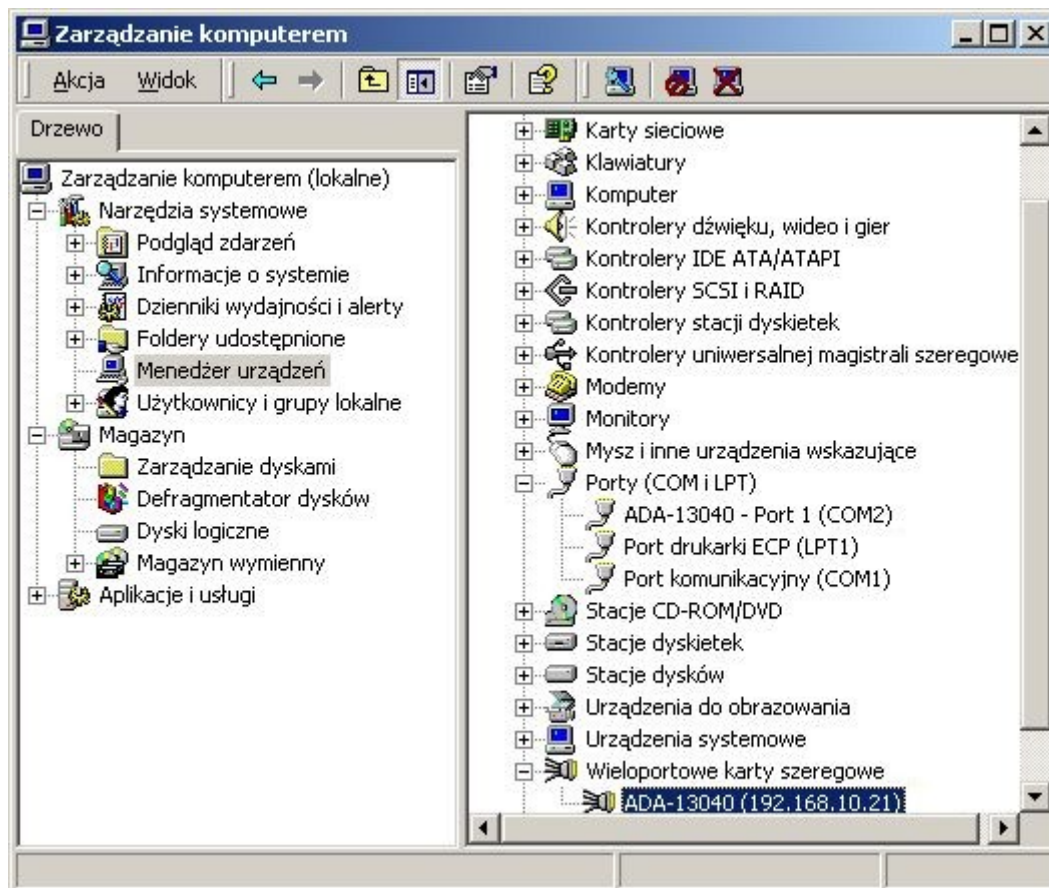 Zarządzanie komputerem
Akcja Widok
Drzewo
Zarządzanie komputerem (lokalne)
Narzędzia systemowe
Podgląd zdarzeń
Informacje o systemie
Dzienniki wydajności i alerty
Foldery udostępnione
Menedżer urządzeń
Użytkownicy i grupy lokalne
Magazyn
Zarządzanie dyskami
Defragmentator dysków
Dyski logiczne
Magazyn wymienny
Aplikacje i usługi
Karty sieciowe
Klawiatury
Komputer
Kontrolery dźwięku, wideo i gier
Kontrolery IDE ATA/ATAPI
Kontrolery SCSI i RAID
Kontrolery stacji dyskietek
Kontrolery uniwersalnej magistrali szeregowe
Modemy
Monitory
Mysz i inne urządzenia wskazujące
Porty (COM i LPT)
ADA-13040 - Port 1 (COM2)
Port drukarki ECP (LPT1)
Port komunikacyjny (COM1)
Stacje CD-ROM/DVD
Stacje dyskietek
Stacje dysków
Urządzenia do obrazowania
Urządzenia systemowe
Wieloportowe karty szeregowe
ADA-13040 (192.168.10.21)